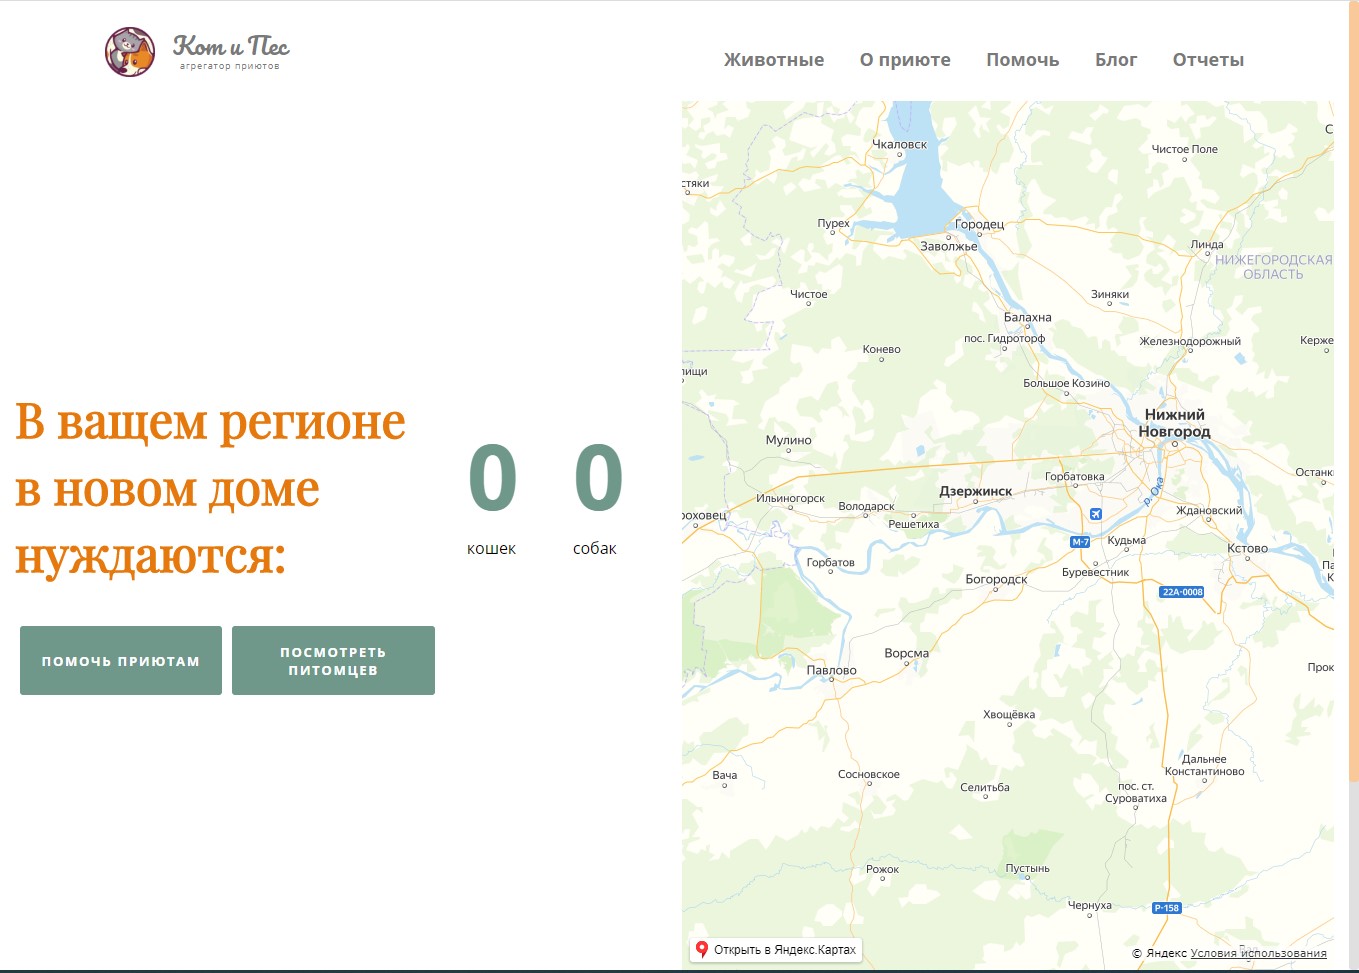 Кот и Пес
агрегатор приютов
Животные
О приюте
Помочь
Блог
Отчеты
В ващем регионе
в новом доме
нуждаются:
0
0
кошек
собак
ПОМОЧЬ ПРИЮТАМ
ПОСМОТРЕТЬ
ПИТОМЦЕВ
Чкаловск
Чистое Поле
С
стяки
Пурех
Городец
Заволжье
Линда
НИЖЕГОРОДСКАЯ
ОБЛАСТЬ
Чистое
Зиняки
Балахна
пос. Гидроторф
Железнодорожный
Керже
Конево
лищи
Большое Козино
Нижний
Новгород
Мулино
Горбатовка
Останк
Дзержинск
р. Ока
Ильиногорск
Володарск
Ждановский
роховец
Решетиха
М-7
Кудьма
Кстово
Горбатов
Буревестник
Па
К
Богородск
22А-0008
Ворсма
Павлово
Прок
Хвощёвка
Дальнее
Константиново
Вача
Сосновское
Селитьба
пос. ст.
Суроватиха
Рожок
Пустынь
Чернуха
Р-158
Открыть в Яндекс.Картах
© Яндекс Условия использования